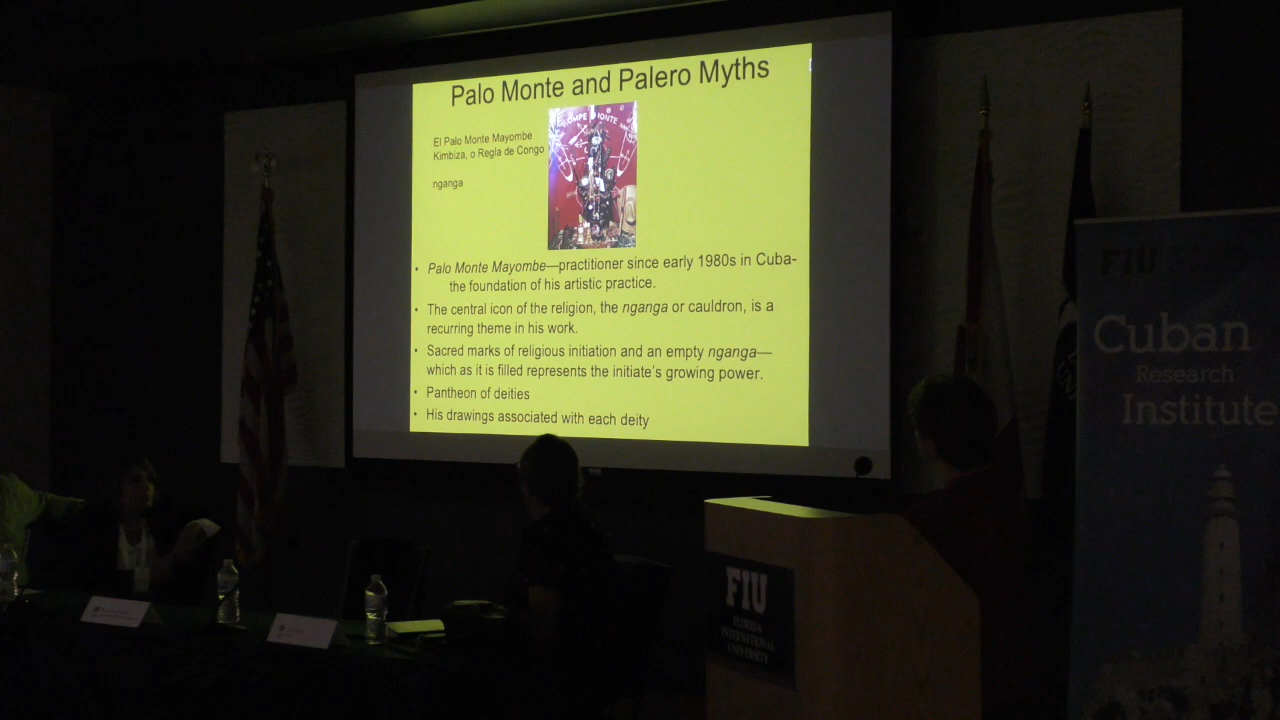 Palo Monte and Palero Myths
El Palo Monte Mayombe
Kimbiza, o Regla de Congo
nganga
• Palo Monte Mayombe—practitioner since early 1980s in Cuba-
the foundation of his artistic practice.
• The central icon of the religion, the nganga or cauldron, is a
recurring theme in his work.
• Sacred marks of religious initiation and an empty nganga—
which as it is filled represents the initiate's growing power.
• Pantheon of deities
• His drawings associated with each deity
FIU
Cuban
Research
Institute
FIU
FLORIDA
INTERNATIONAL
UNIVERSITY